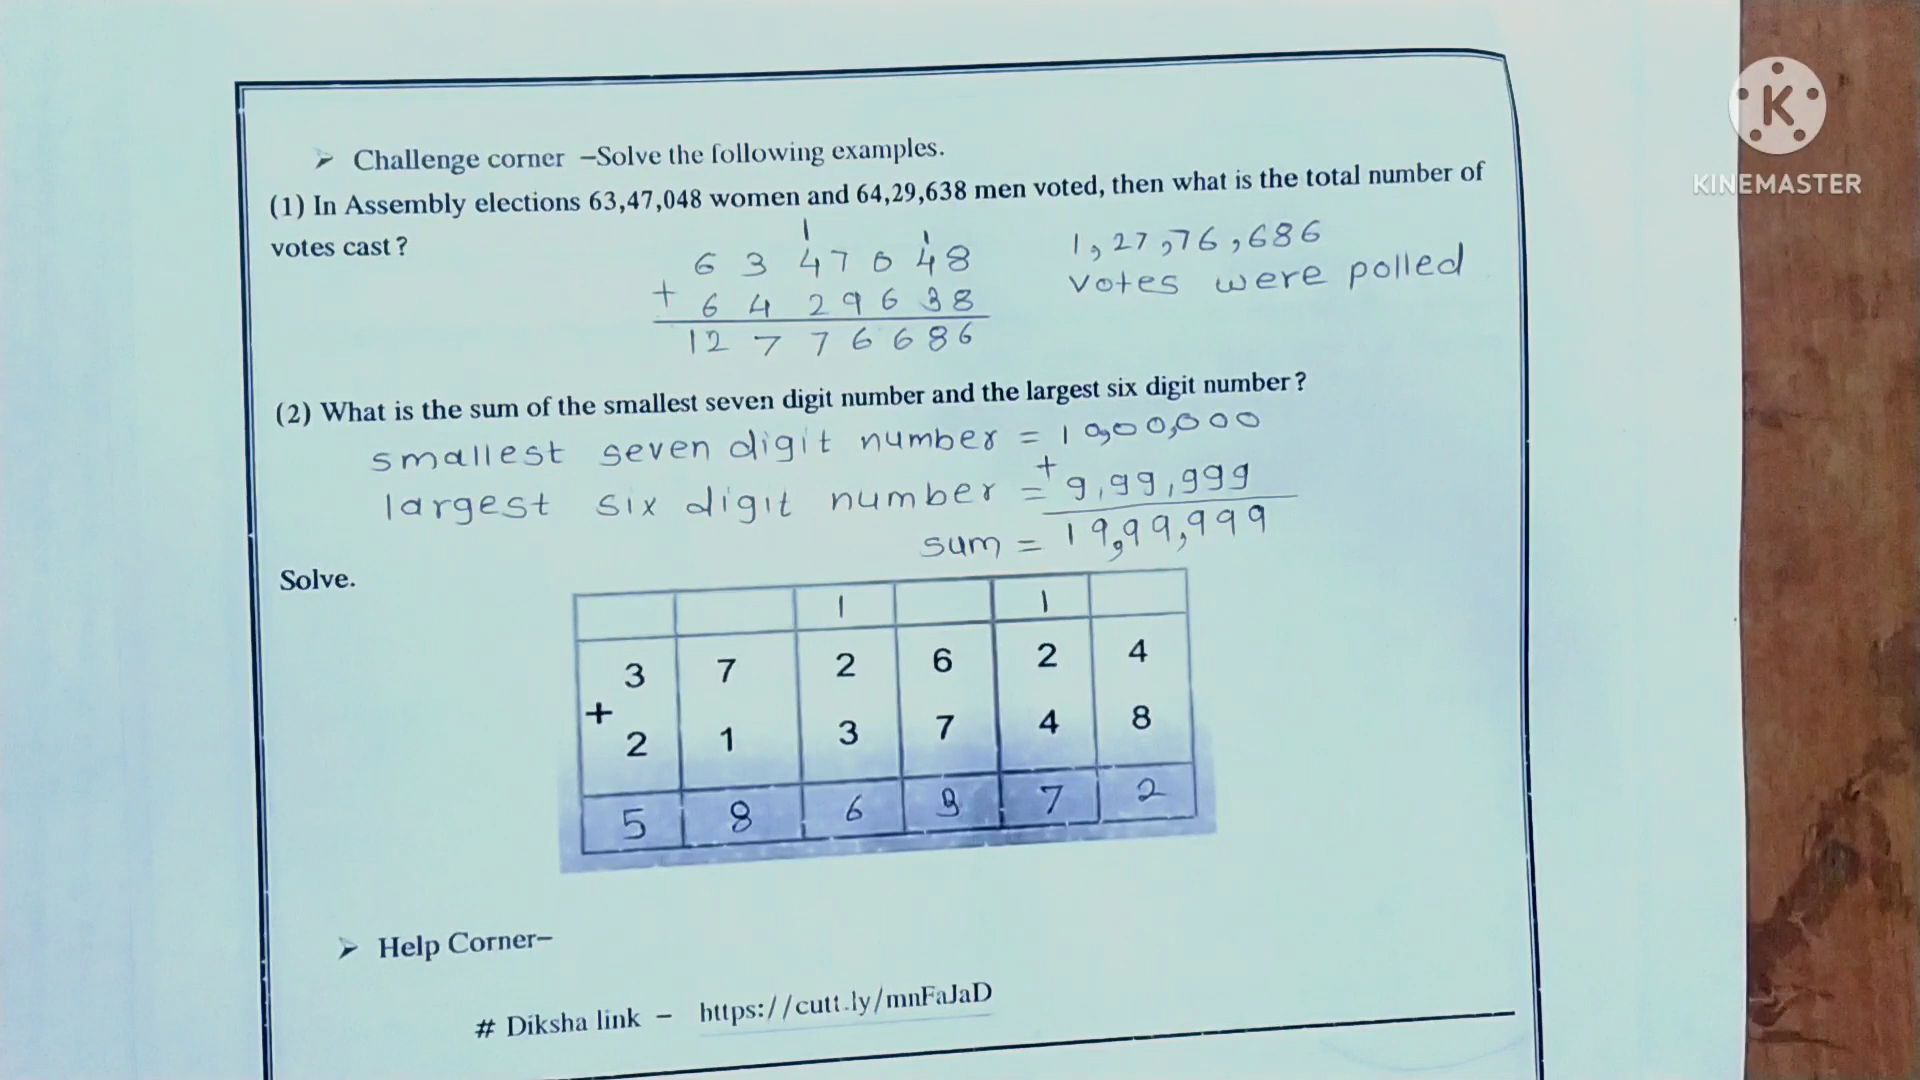 KINEMASTER
➢ Challenge corner –Solve the following examples.
(1) In Assembly elections 63,47,048 women and 64,29,638 men voted, then what is the total number of
votes cast?
1 1
6 3 4 7 0 4 8
+ 6 4 2 9 6 3 8
12 7 7 6 6 8 6
1,27,76,686
votes were polled
(2) What is the sum of the smallest seven digit number and the largest six digit number?
smallest seven digit number = 10,00,000
largest six digit number = + 9,99,999
sum = 19,99,999
Solve.
1 1
3 7 2 6 2 4
+
2 1 3 7 4 8
5 8 6 3 7 2
➢ Help Corner–
# Diksha link – https://cutt.ly/mnFaJaD